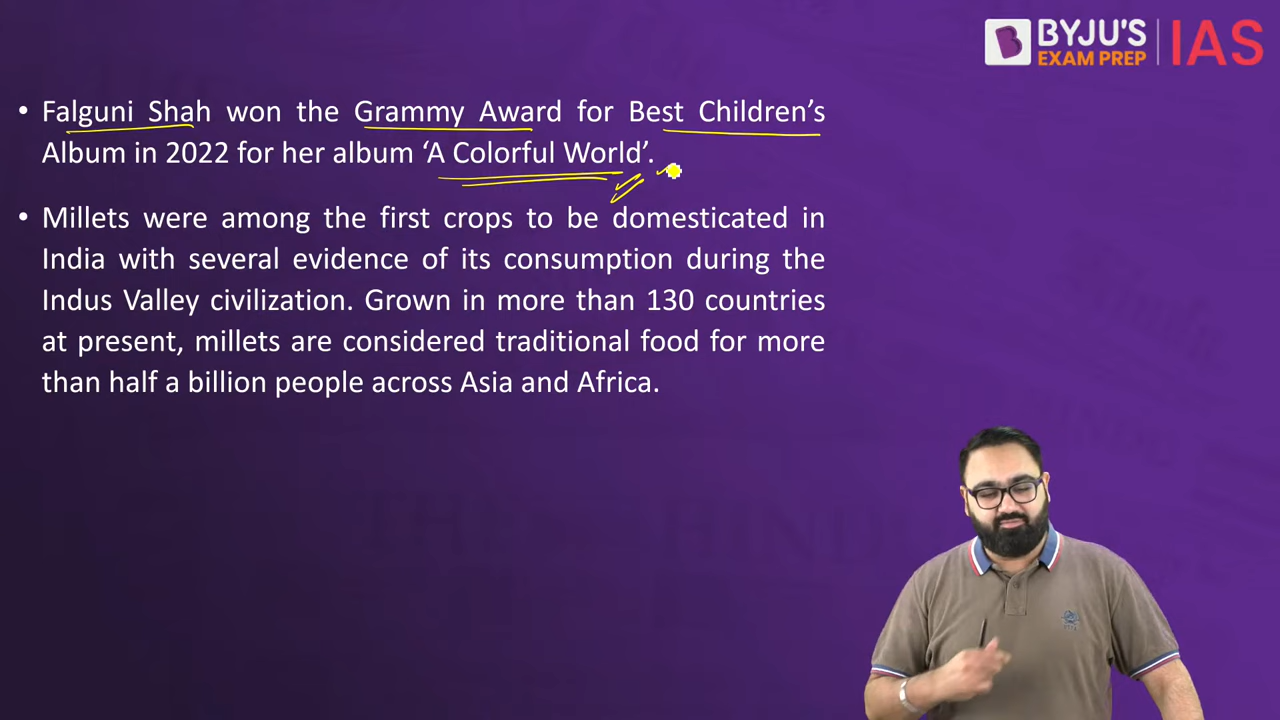 BYJU'S
EXAM PREP
IAS
• Falguni Shah won the Grammy Award for Best Children's
Album in 2022 for her album ‘A Colorful World’.
• Millets were among the first crops to be domesticated in
India with several evidence of its consumption during the
Indus Valley civilization. Grown in more than 130 countries
at present, millets are considered traditional food for more
than half a billion people across Asia and Africa.